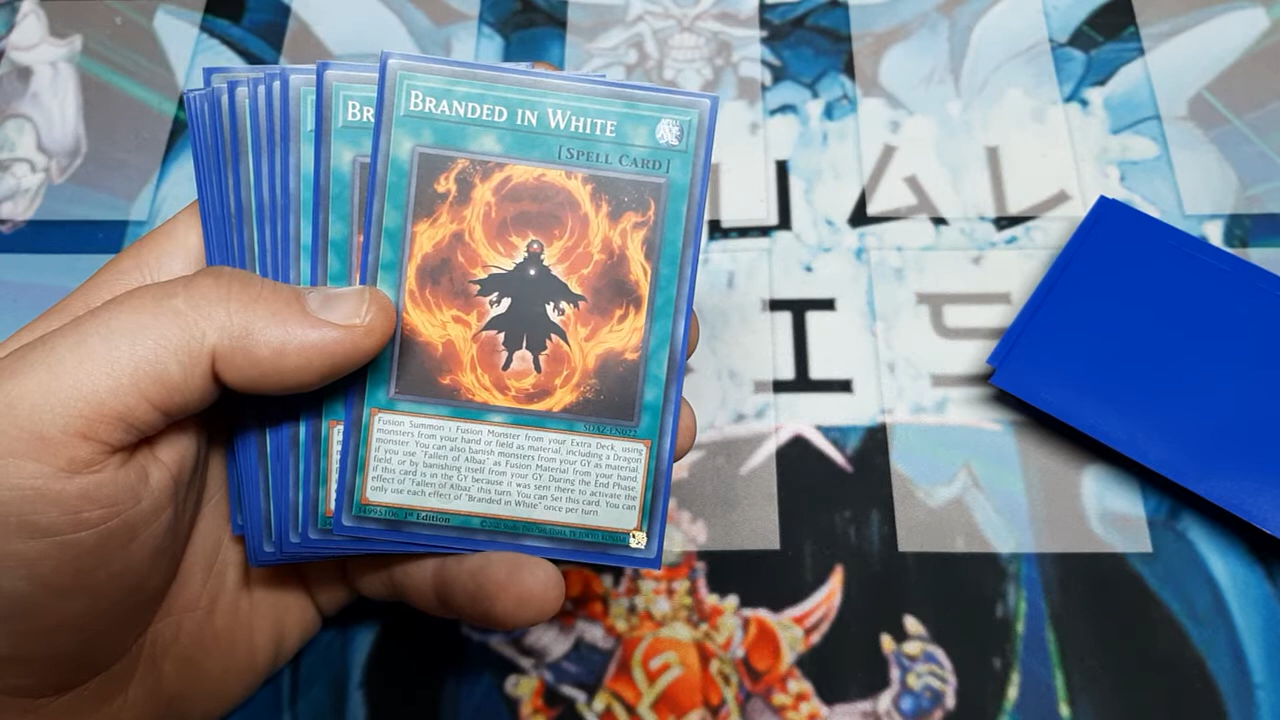 BRANDED IN WHITE
[SPELL CARD]
SDAZ-EN022
Fusion Summon 1 Fusion Monster from your Extra Deck, using
monsters from your hand or field as material, including a Dragon
monster. You can also banish monsters from your GY as material,
if you use "Fallen of Albaz" as Fusion Material from your hand,
field, or by banishing itself from your GY. During the End Phase,
if this card is in the GY because it was sent there to activate the
effect of "Fallen of Albaz" this turn: You can Set this card. You can
only use each effect of "Branded in White" once per turn.
34995106 1st Edition
BR
UAL